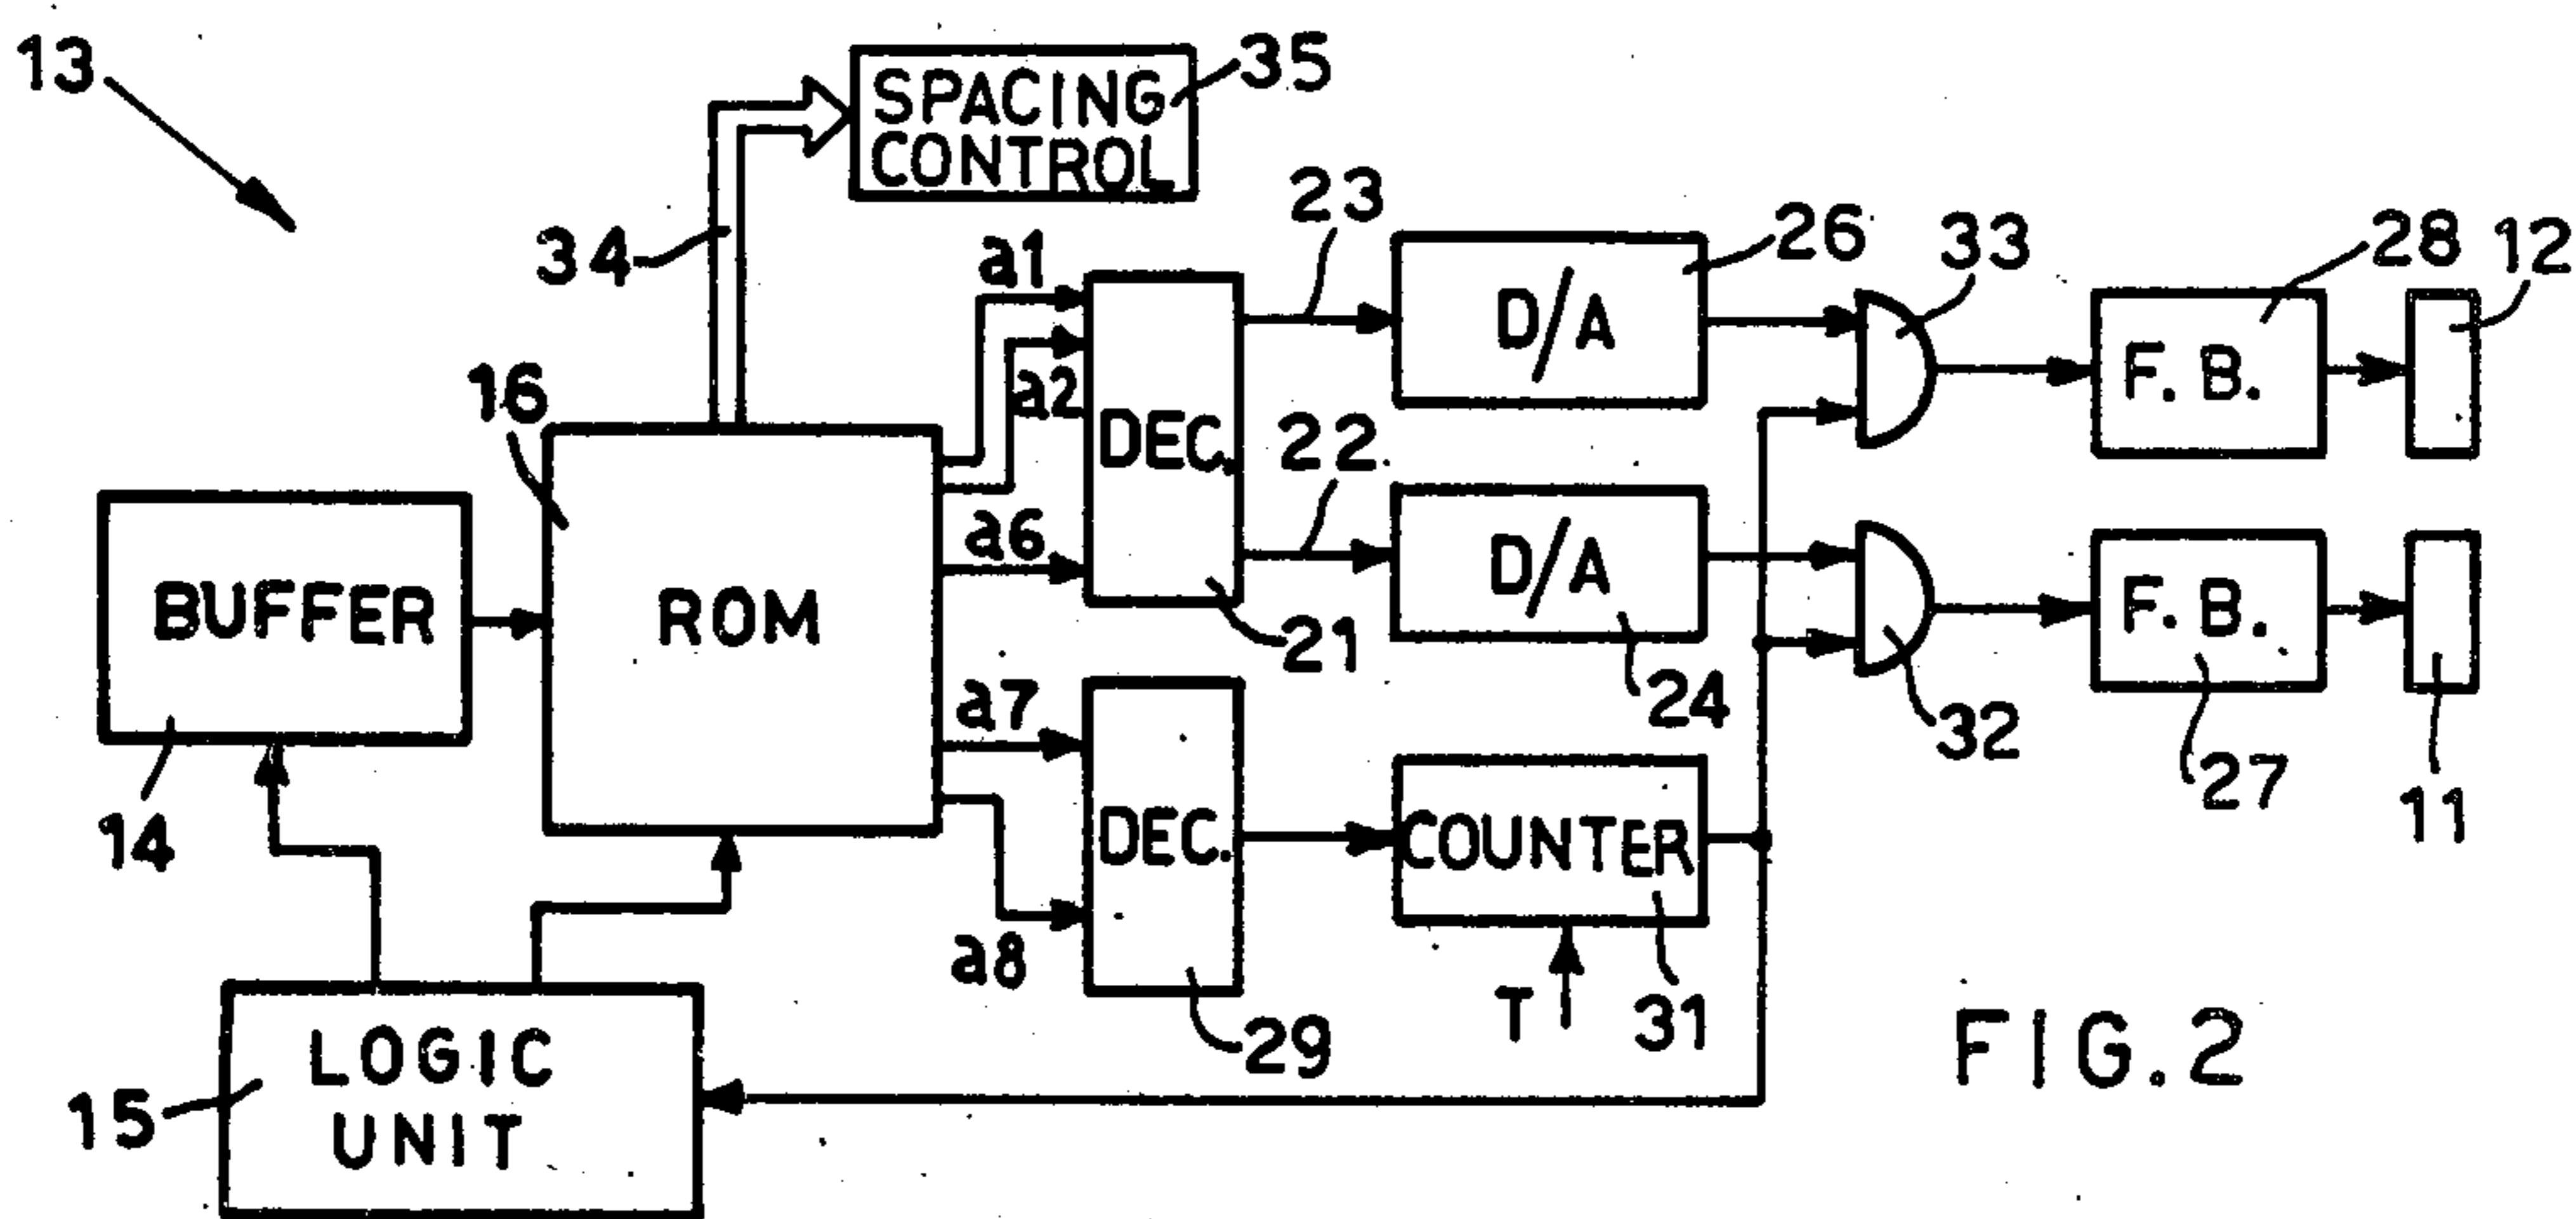 13
SPACING
CONTROL
35
34
a1
a2
a6
a7
a8
23
22
D/A
26
33
F.B.
28
12
16
DEC.
21
D/A
24
32
F.B.
27
11
BUFFER
14
ROM
DEC.
29
COUNTER
31
T
LOGIC
UNIT
15
FIG.2